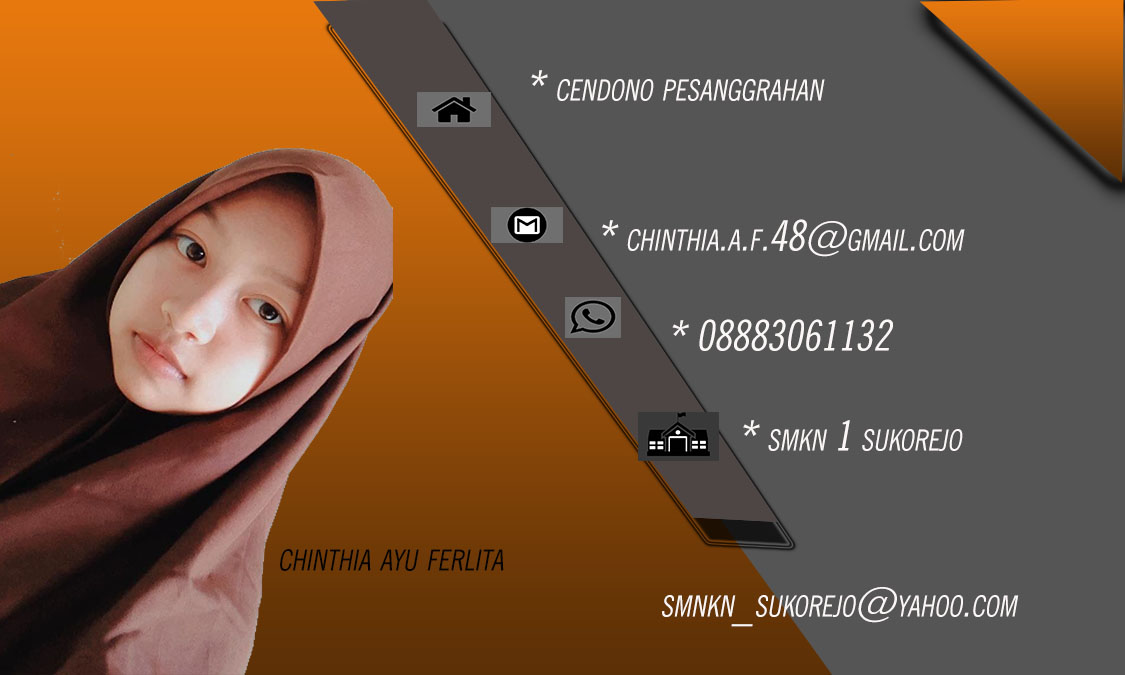 * CENDONO PESANGGRAHAN
* CHINTHIA.A.F.48@GMAIL.COM
* 08883061132
* SMKN 1 SUKOREJO
CHINTHIA AYU FERLITA
SMNKN_SUKOREJO@YAHOO.COM